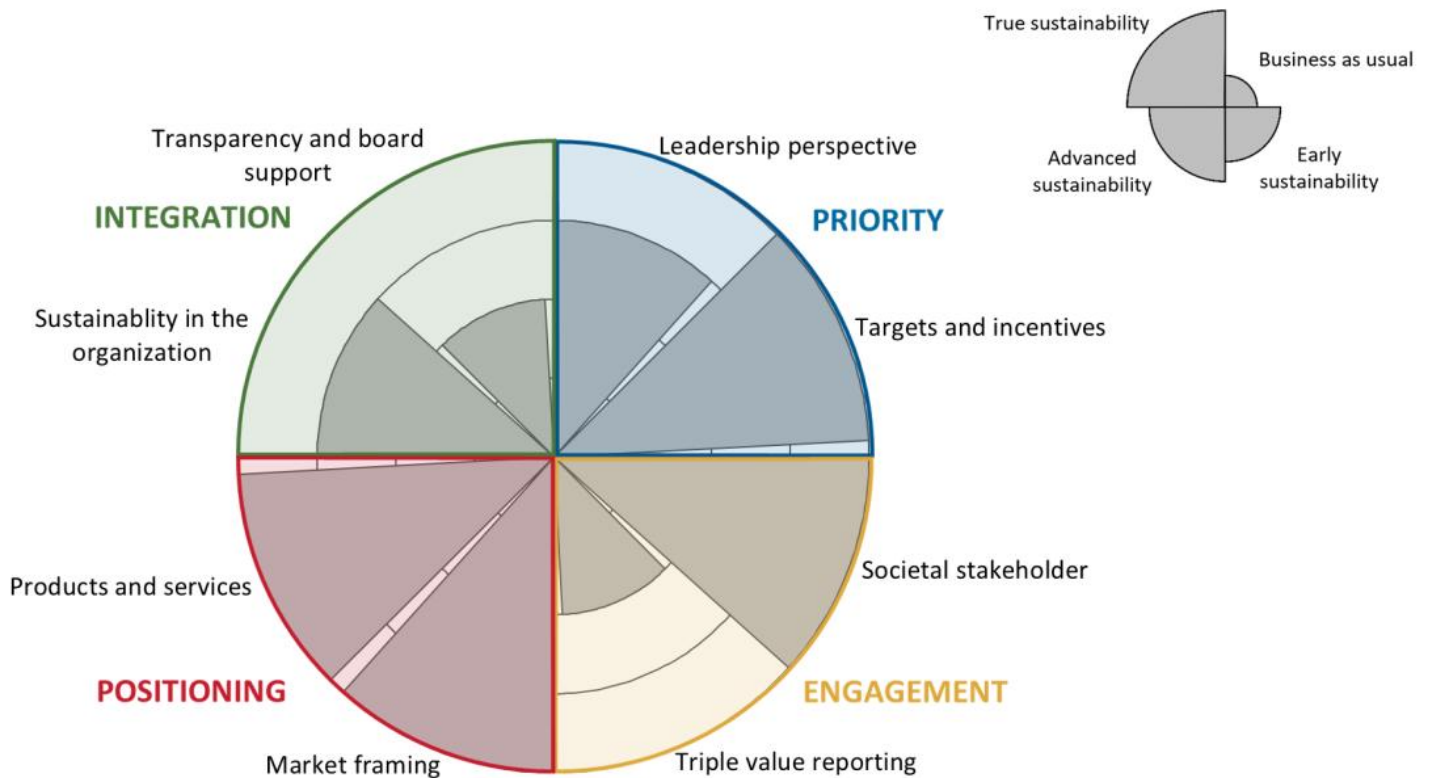 True sustainability
Business as usual
Advanced
sustainability
Early
sustainability
Transparency and board
support
INTEGRATION
Leadership perspective
PRIORITY
Sustainablity in the
organization
Targets and incentives
Products and services
Societal stakeholder
POSITIONING
ENGAGEMENT
Market framing
Triple value reporting